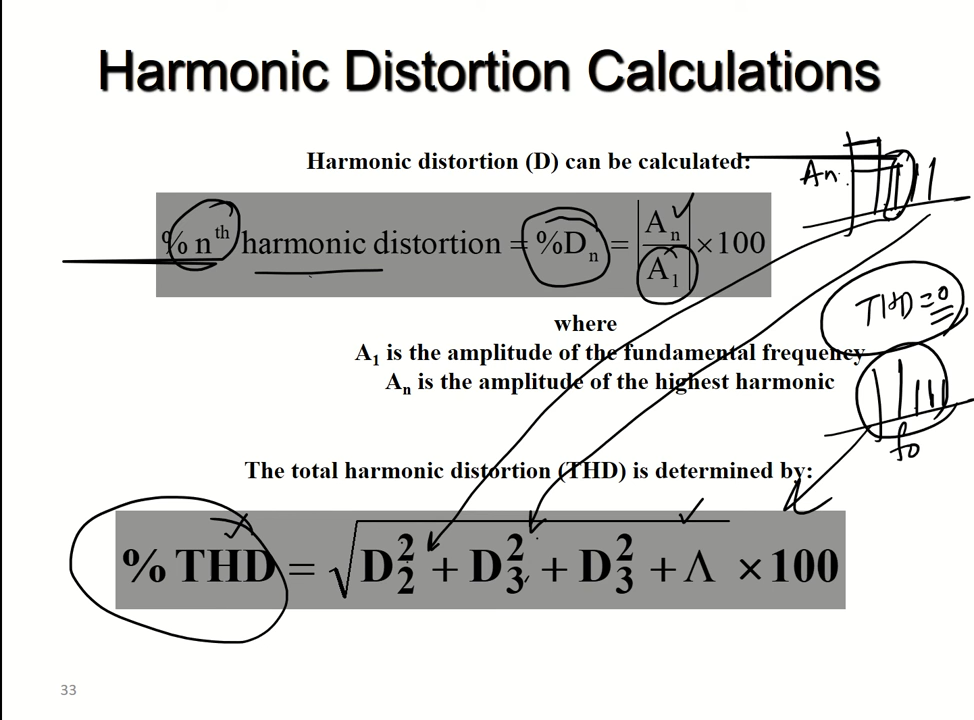 Harmonic Distortion Calculations
Harmonic distortion (D) can be calculated:
An
% nth harmonic distortion = %Dn = |An / A1| × 100
THD = 0
where
A1 is the amplitude of the fundamental frequency
An is the amplitude of the highest harmonic
fo
The total harmonic distortion (THD) is determined by:
% THD = √D2² + D3² + D3² + Λ × 100
33